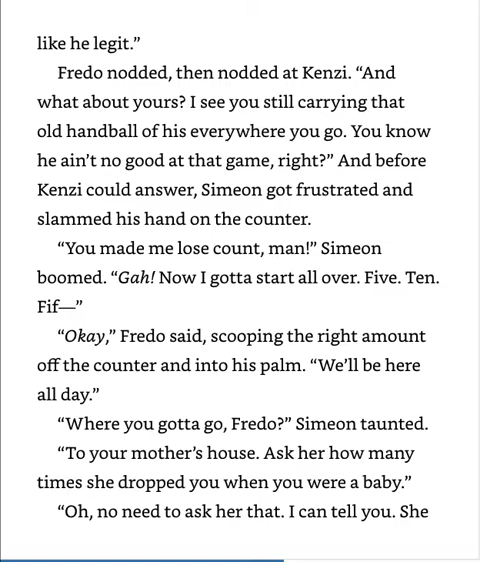 like he legit.”
Fredo nodded, then nodded at Kenzi. “And
what about yours? I see you still carrying that
old handball of his everywhere you go. You know
he ain’t no good at that game, right?” And before
Kenzi could answer, Simeon got frustrated and
slammed his hand on the counter.
“You made me lose count, man!” Simeon
boomed. “Gah! Now I gotta start all over. Five. Ten.
Fif—”
“Okay,” Fredo said, scooping the right amount
off the counter and into his palm. “We’ll be here
all day.”
“Where you gotta go, Fredo?” Simeon taunted.
“To your mother’s house. Ask her how many
times she dropped you when you were a baby.”
“Oh, no need to ask her that. I can tell you. She